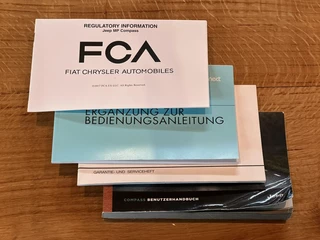 REGULATORY INFORMATION
Jeep MP Compass
FCA
FIAT CHRYSLER AUTOMOBILES
ERGÄNZUNG ZUR
BEDIENUNGSANLEITUNG
GARANTIE UND SERVICEHEFT
COMPASS BENUTZERHANDBUCH